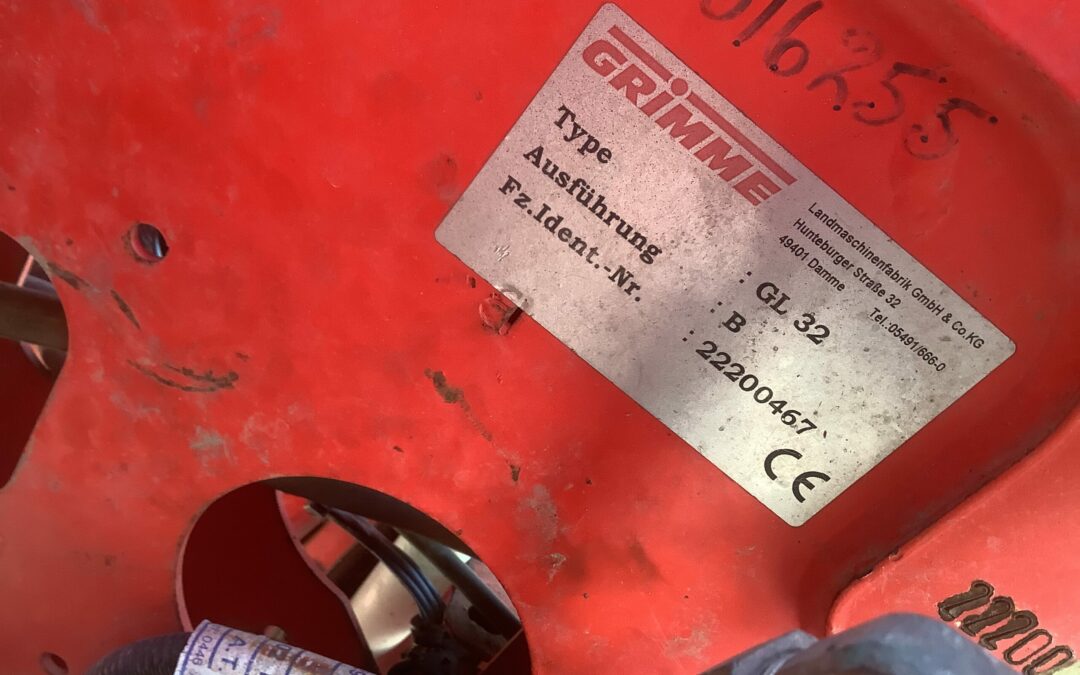 016255
GRIMME
Landmaschinenfabrik GmbH & Co.KG
Hunteburger Straße 32
49401 Damme Tel.:05491/666-0
Type : GL 32
Ausführung : B
Fz.Ident.-Nr. : 22200467
CE
22200
0446
A.T.